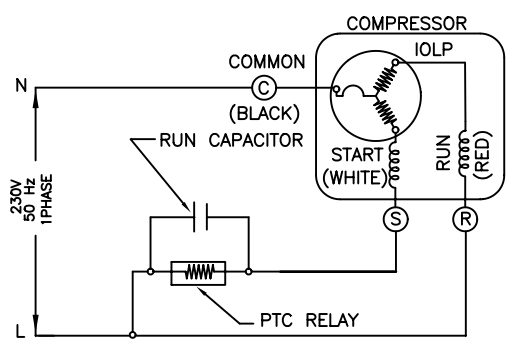 COMPRESSOR
IOLP
COMMON
N
C
(BLACK)
RUN CAPACITOR
START
(WHITE)
RUN
(RED)
230V
50 Hz
1PHASE
S
R
PTC RELAY
L